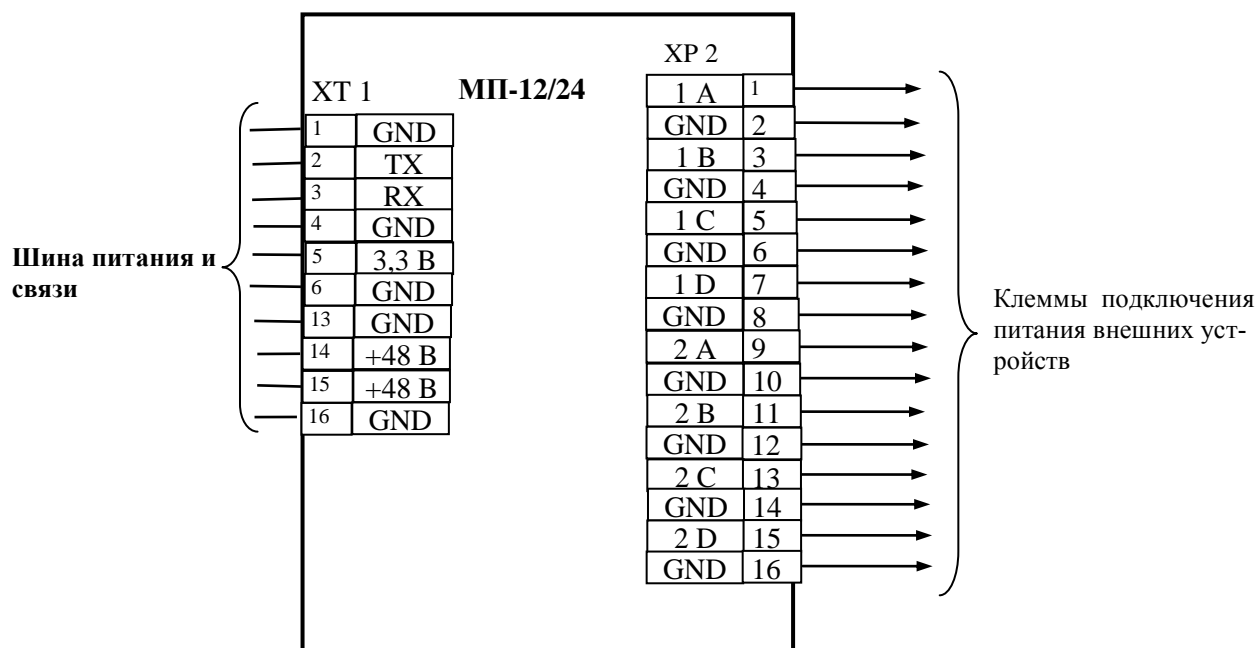 МП-12/24
XT 1
1 GND
2 TX
3 RX
4 GND
5 3,3 В
6 GND
13 GND
14 +48 В
15 +48 В
16 GND
Шина питания и
связи
XP 2
1 A 1
GND 2
1 B 3
GND 4
1 C 5
GND 6
1 D 7
GND 8
2 A 9
GND 10
2 B 11
GND 12
2 C 13
GND 14
2 D 15
GND 16
Клеммы подключения
питания внешних уст-
ройств